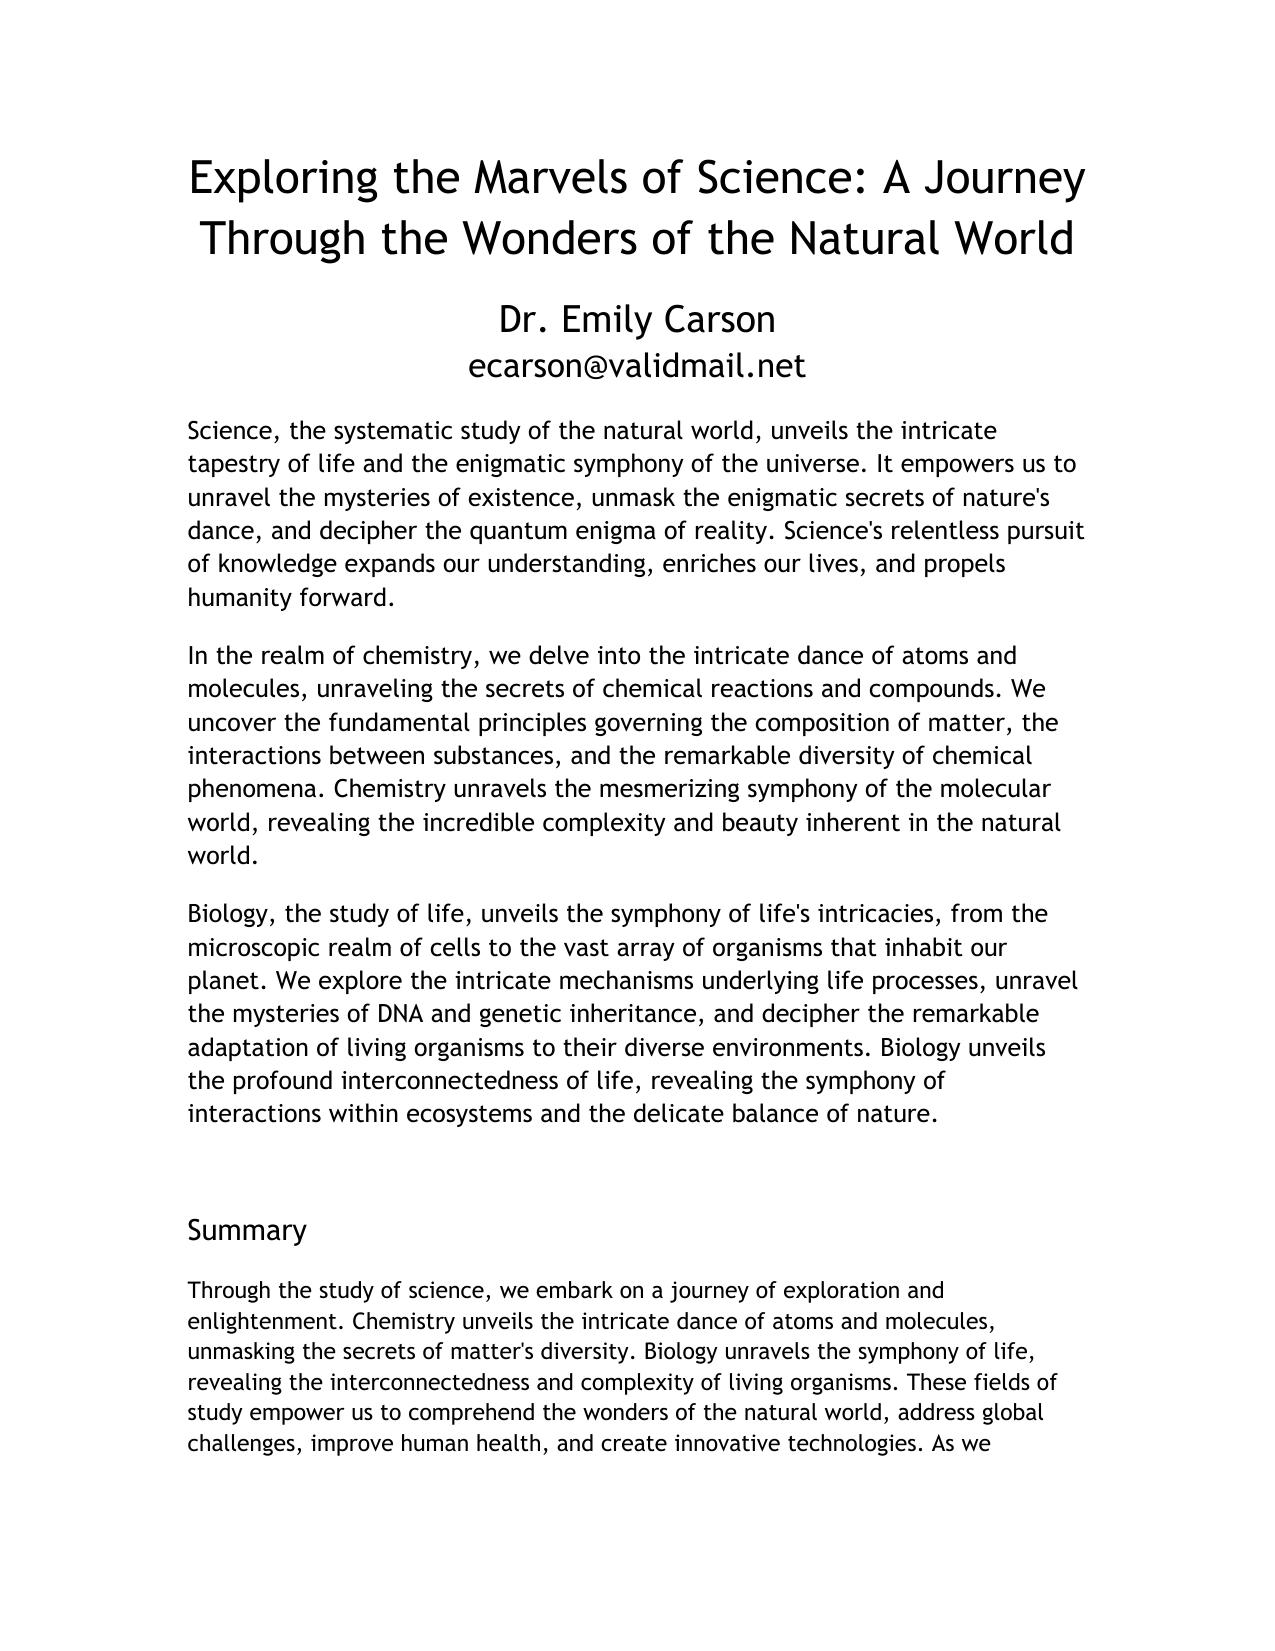 Exploring the Marvels of Science: A Journey
Through the Wonders of the Natural World
Dr. Emily Carson
ecarson@validmail.net
Science, the systematic study of the natural world, unveils the intricate
tapestry of life and the enigmatic symphony of the universe. It empowers us to
unravel the mysteries of existence, unmask the enigmatic secrets of nature's
dance, and decipher the quantum enigma of reality. Science's relentless pursuit
of knowledge expands our understanding, enriches our lives, and propels
humanity forward.
In the realm of chemistry, we delve into the intricate dance of atoms and
molecules, unraveling the secrets of chemical reactions and compounds. We
uncover the fundamental principles governing the composition of matter, the
interactions between substances, and the remarkable diversity of chemical
phenomena. Chemistry unravels the mesmerizing symphony of the molecular
world, revealing the incredible complexity and beauty inherent in the natural
world.
Biology, the study of life, unveils the symphony of life's intricacies, from the
microscopic realm of cells to the vast array of organisms that inhabit our
planet. We explore the intricate mechanisms underlying life processes, unravel
the mysteries of DNA and genetic inheritance, and decipher the remarkable
adaptation of living organisms to their diverse environments. Biology unveils
the profound interconnectedness of life, revealing the symphony of
interactions within ecosystems and the delicate balance of nature.
Summary
Through the study of science, we embark on a journey of exploration and
enlightenment. Chemistry unveils the intricate dance of atoms and molecules,
unmasking the secrets of matter's diversity. Biology unravels the symphony of life,
revealing the interconnectedness and complexity of living organisms. These fields of
study empower us to comprehend the wonders of the natural world, address global
challenges, improve human health, and create innovative technologies. As we